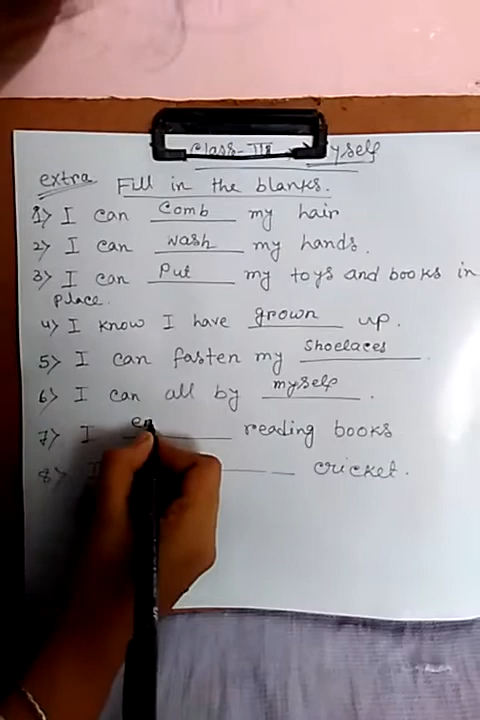 Class-III yself
extra Fill in the blanks.
1) I can comb my hair
2) I can wash my hands.
3) I can put my toys and books in
place.
4) I know I have grown up.
5) I can fasten my shoelaces.
6) I can all by myself.
7) I en reading books
8) I cricket.